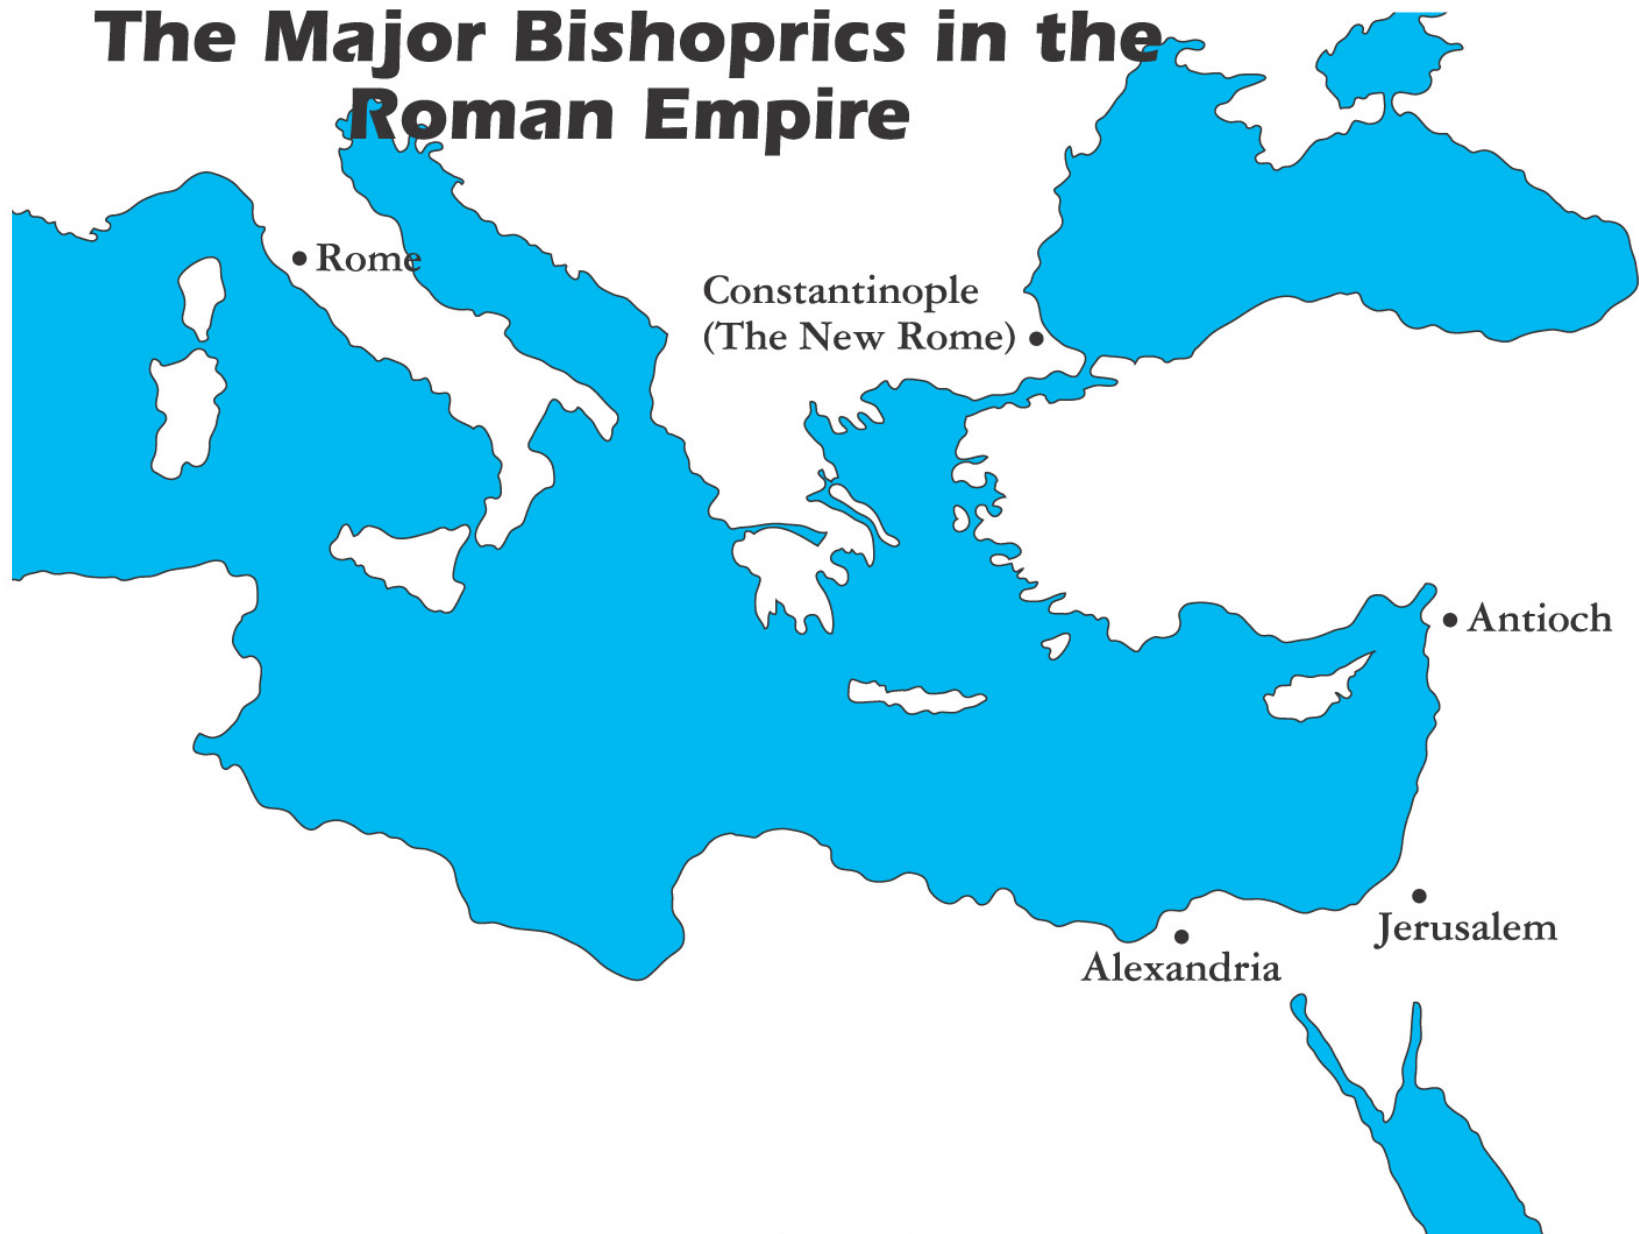 The Major Bishoprics in the
Roman Empire
Rome
Constantinople
(The New Rome)
Antioch
Jerusalem
Alexandria